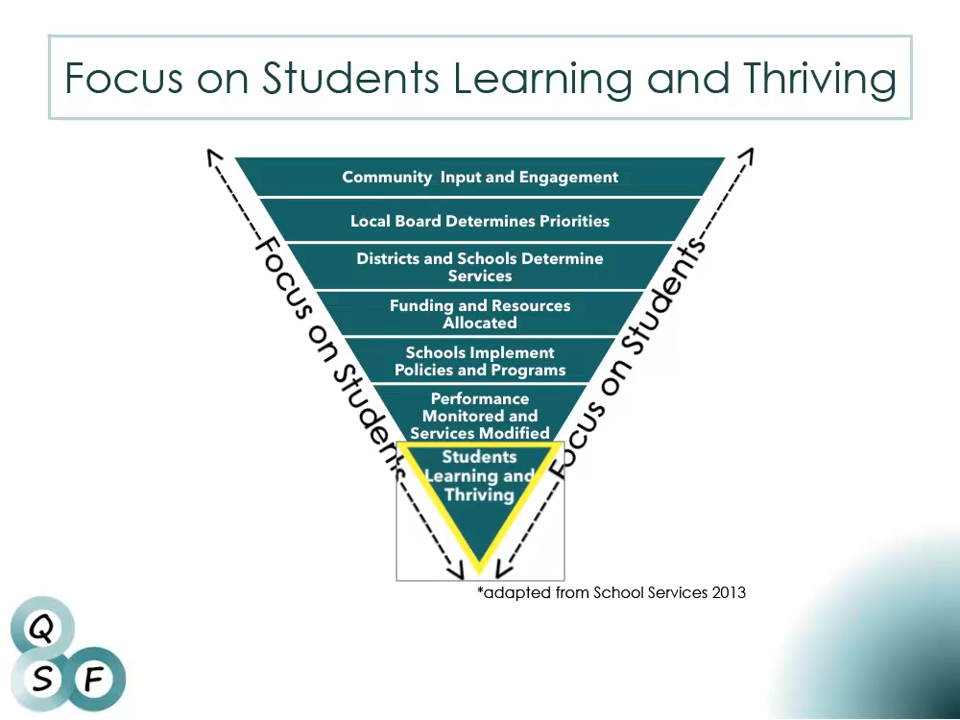 Focus on Students Learning and Thriving
Community Input and Engagement
Local Board Determines Priorities
Districts and Schools Determine
Services
Funding and Resources
Allocated
Schools Implement
Policies and Programs
Performance
Monitored and
Services Modified
Students
Learning and
Thriving
Focus on Students
Focus on Students
*adapted from School Services 2013
Q
S F